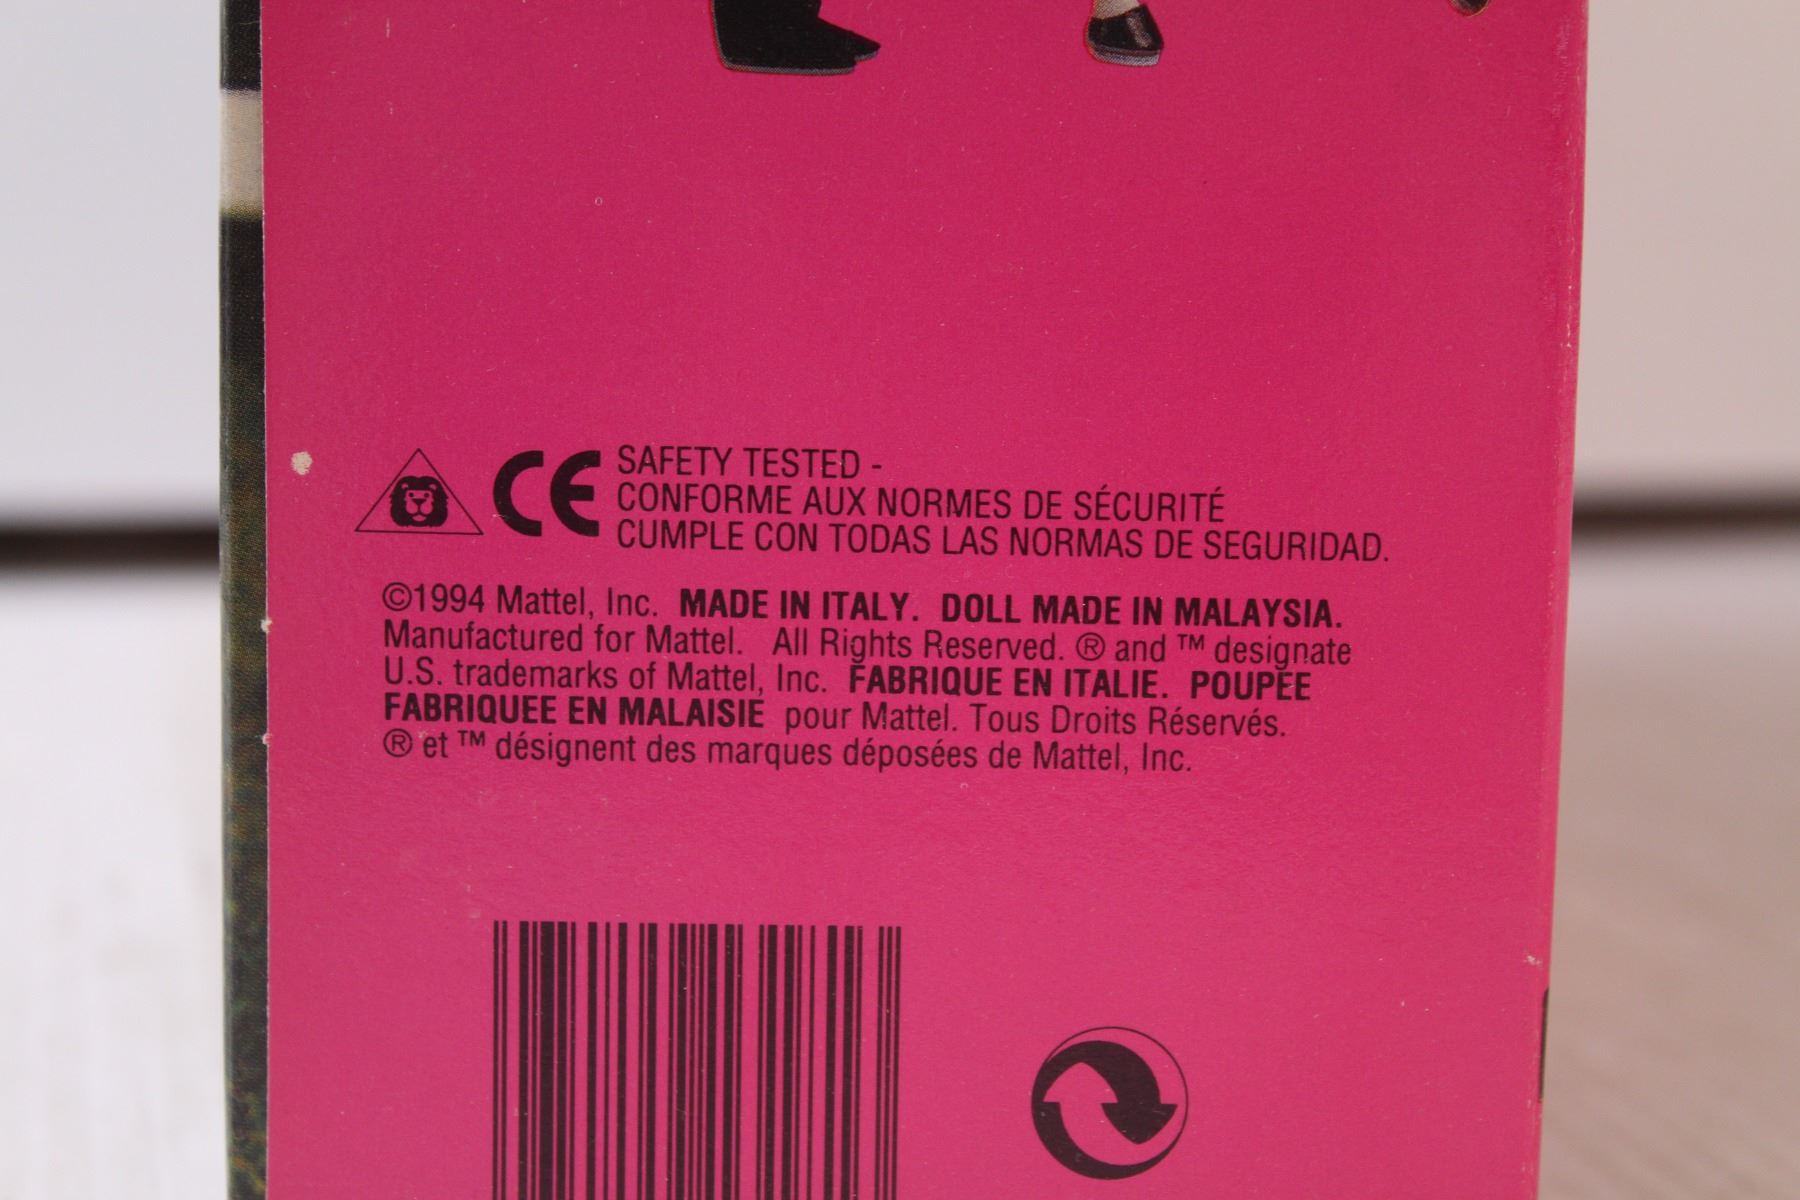 CE SAFETY TESTED -
CONFORME AUX NORMES DE SÉCURITÉ
CUMPLE CON TODAS LAS NORMAS DE SEGURIDAD.
©1994 Mattel, Inc. MADE IN ITALY. DOLL MADE IN MALAYSIA.
Manufactured for Mattel. All Rights Reserved. ® and ™ designate
U.S. trademarks of Mattel, Inc. FABRIQUE EN ITALIE. POUPÉE
FABRIQUEE EN MALAISIE pour Mattel. Tous Droits Réservés.
® et ™ désignent des marques déposées de Mattel, Inc.